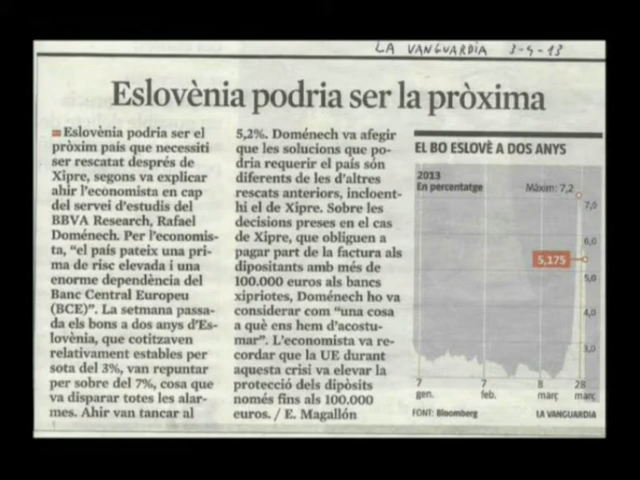 LA VANGUARDIA 3-4-13
Eslovènia podria ser la pròxima
Eslovènia podria ser el
pròxim país que necessiti
ser rescatat després de
Xipre, segons va explicar
ahir l'economista en cap
del servei d'estudis del
BBVA Research, Rafael
Doménech. Per l'economis-
ta, “el país pateix una pri-
ma de risc elevada i una
enorme dependència del
Banc Central Europeu
(BCE)”. La setmana passa-
da els bons a dos anys d'Es-
lovènia, que cotitzaven
relativament estables per
sota del 3%, van repuntar
per sobre del 7%, cosa que
va disparar totes les alar-
mes. Ahir van tancar al
5,2%. Doménech va afegir
que les solucions que po-
dria requerir el país són
diferents de les d'altres
rescats anteriors, incloent-
hi el de Xipre. Sobre les
decisions preses en el cas
de Xipre, que obliguen a
pagar part de la factura als
dipositants amb més de
100.000 euros als bancs
xipriotes, Doménech ho va
considerar com “una cosa
a què ens hem d'acostu-
mar”. L'economista va re-
cordar que la UE durant
aquesta crisi va elevar la
protecció dels dipòsits
només fins als 100.000
euros. / E. Magallón
EL BO ESLOVÈ A DOS ANYS
2013
En percentatge
Màxim: 7,2
7,0
6,0
5,175
5,0
4,0
3,0
7 7 8 28
gen. feb. març març
FONT: Bloomberg LA VANGUARDIA